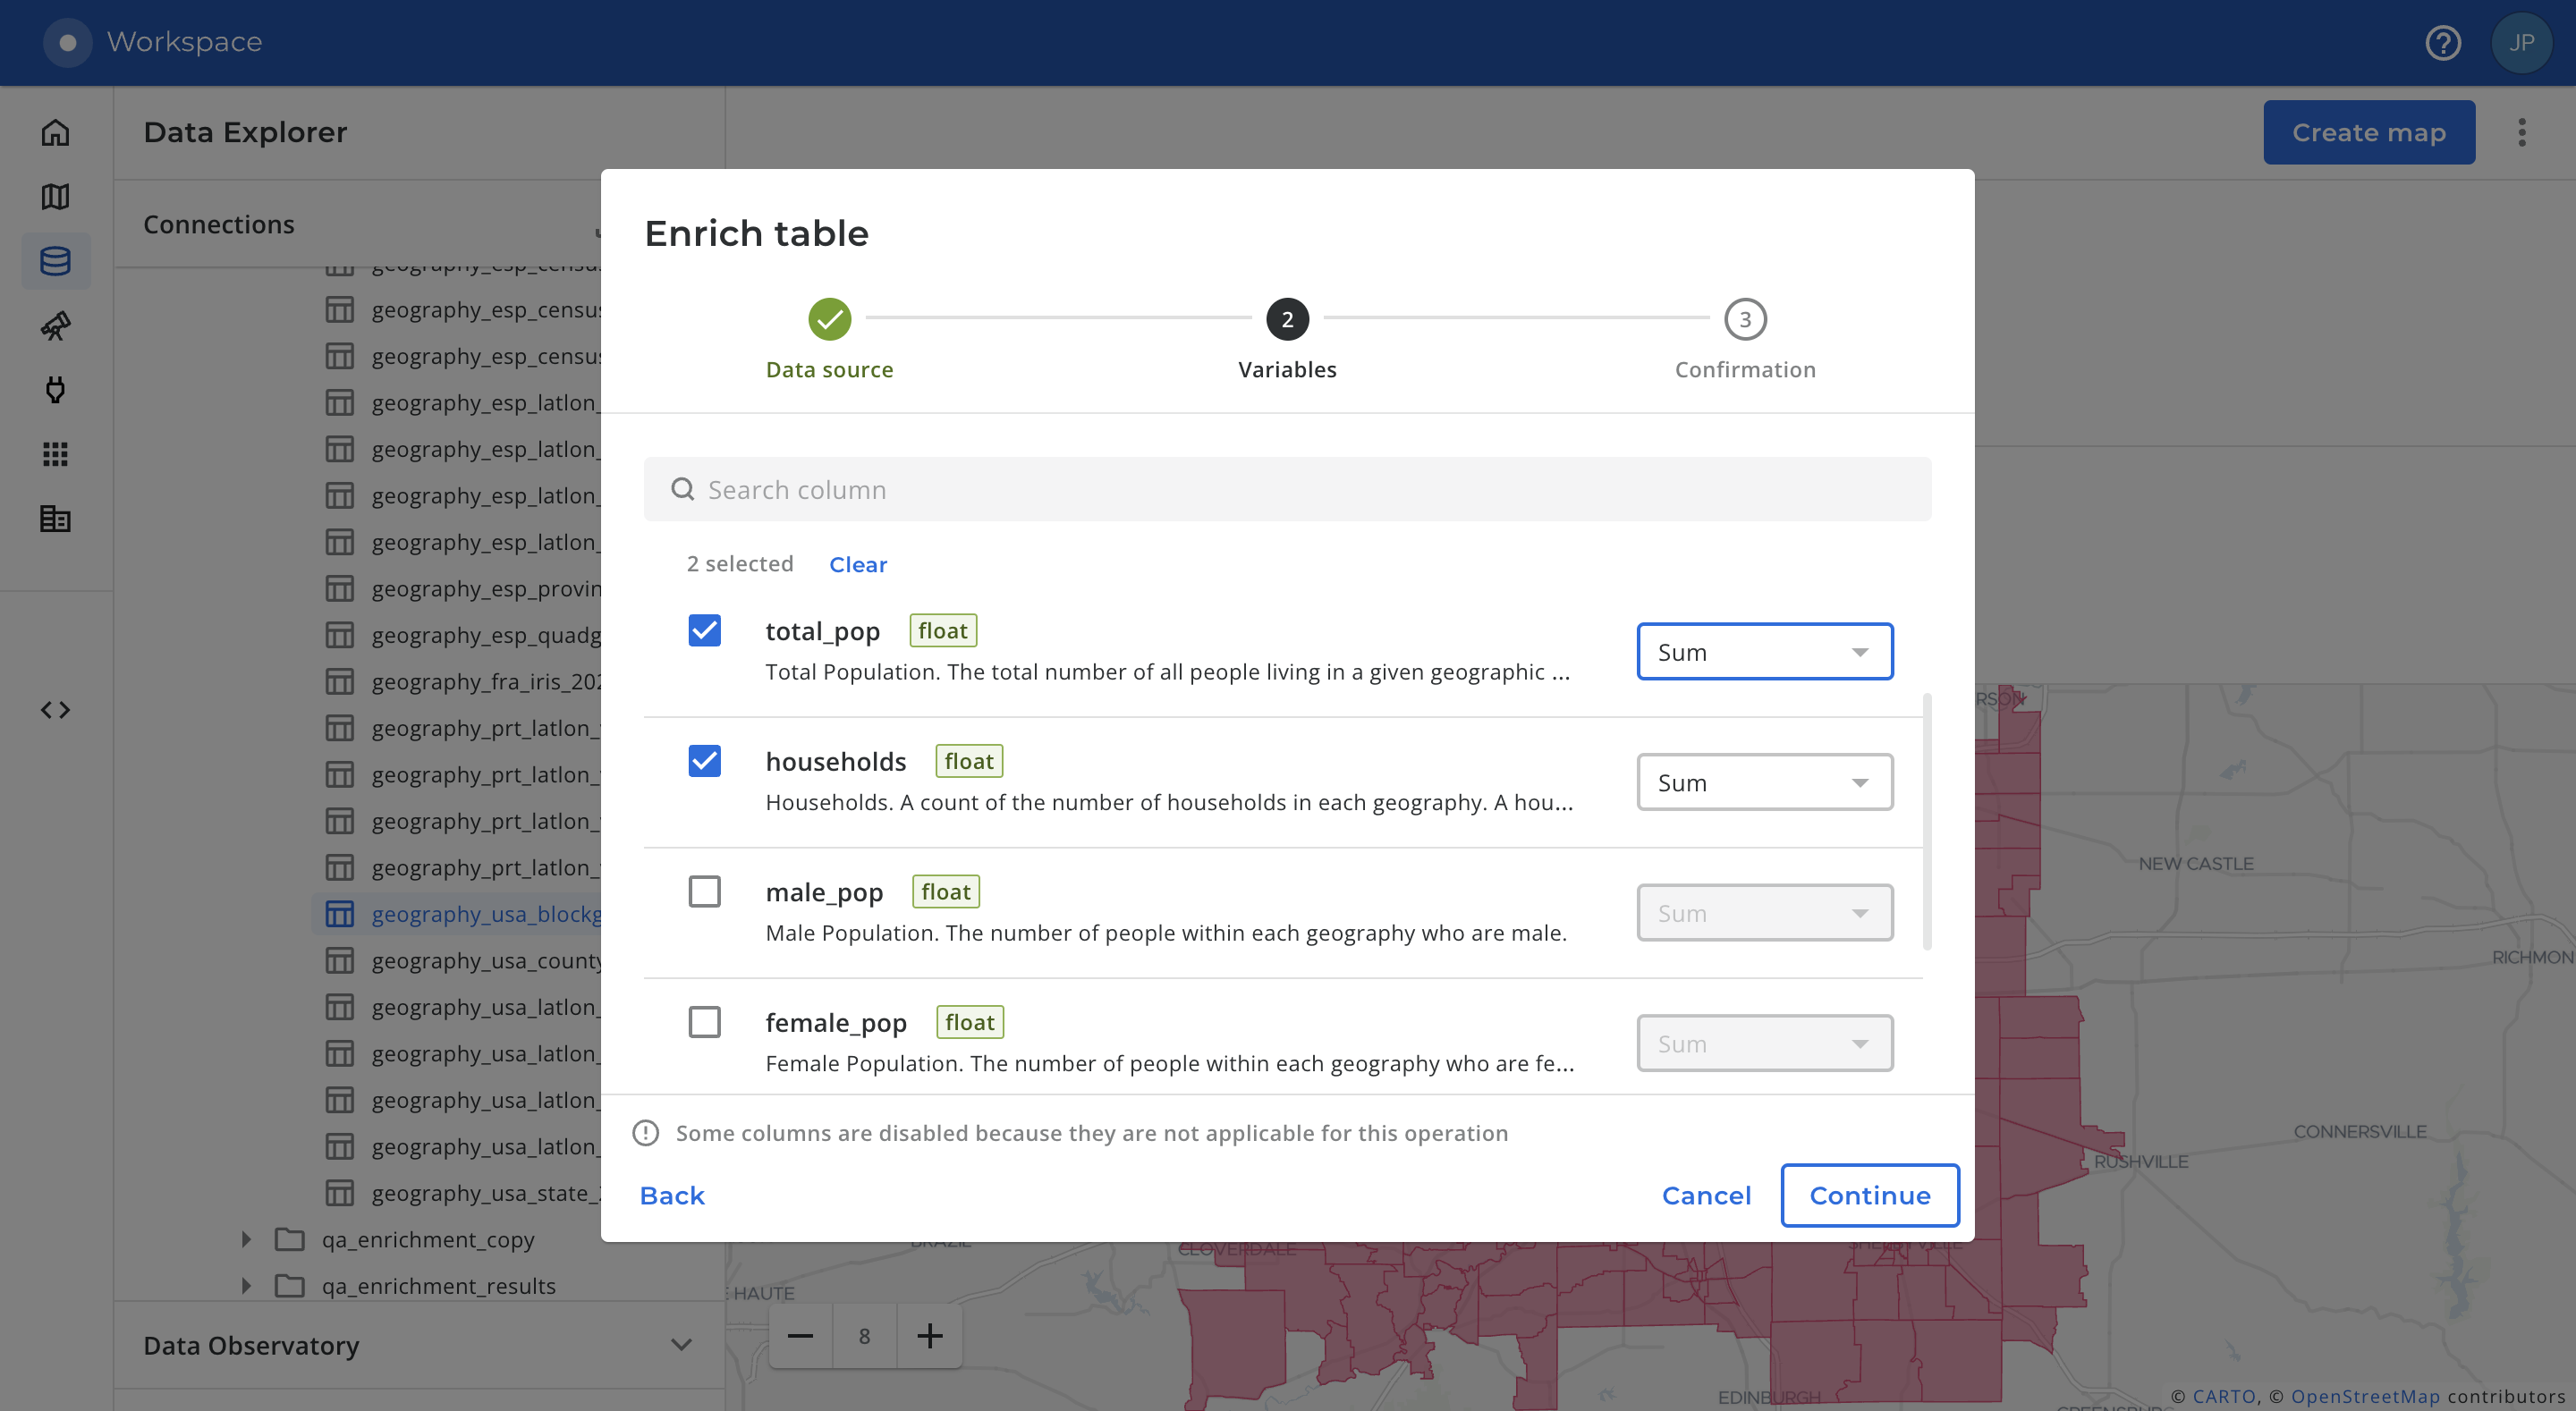 Workspace
JP
Data Explorer
Create map
Connections
geography_esp_census
geography_esp_census
geography_esp_latlon_
geography_esp_latlon_
geography_esp_latlon_
geography_esp_latlon_
geography_esp_provin
geography_esp_quadg
geography_fra_iris_202
geography_prt_latlon_
geography_prt_latlon_
geography_prt_latlon_
geography_prt_latlon_
geography_usa_blockg
geography_usa_county
geography_usa_latlon_
geography_usa_latlon_
geography_usa_latlon_
geography_usa_latlon_
geography_usa_state_2
qa_enrichment_copy
qa_enrichment_results
Data Observatory
Enrich table
2
3
Data source
Variables
Confirmation
Search column
2 selected
Clear
total_pop float
Sum
Total Population. The total number of all people living in a given geographic ...
households float
Sum
Households. A count of the number of households in each geography. A hou...
male_pop float
Sum
Male Population. The number of people within each geography who are male.
female_pop float
Sum
Female Population. The number of people within each geography who are fe...
Some columns are disabled because they are not applicable for this operation
Back
Cancel
Continue
NEW CASTLE
RICHMON
CONNERSVILLE
RUSHVILLE
CLOVERDALE
HAUTE
8
EDINBURGH
© CARTO, © OpenStreetMap contributors